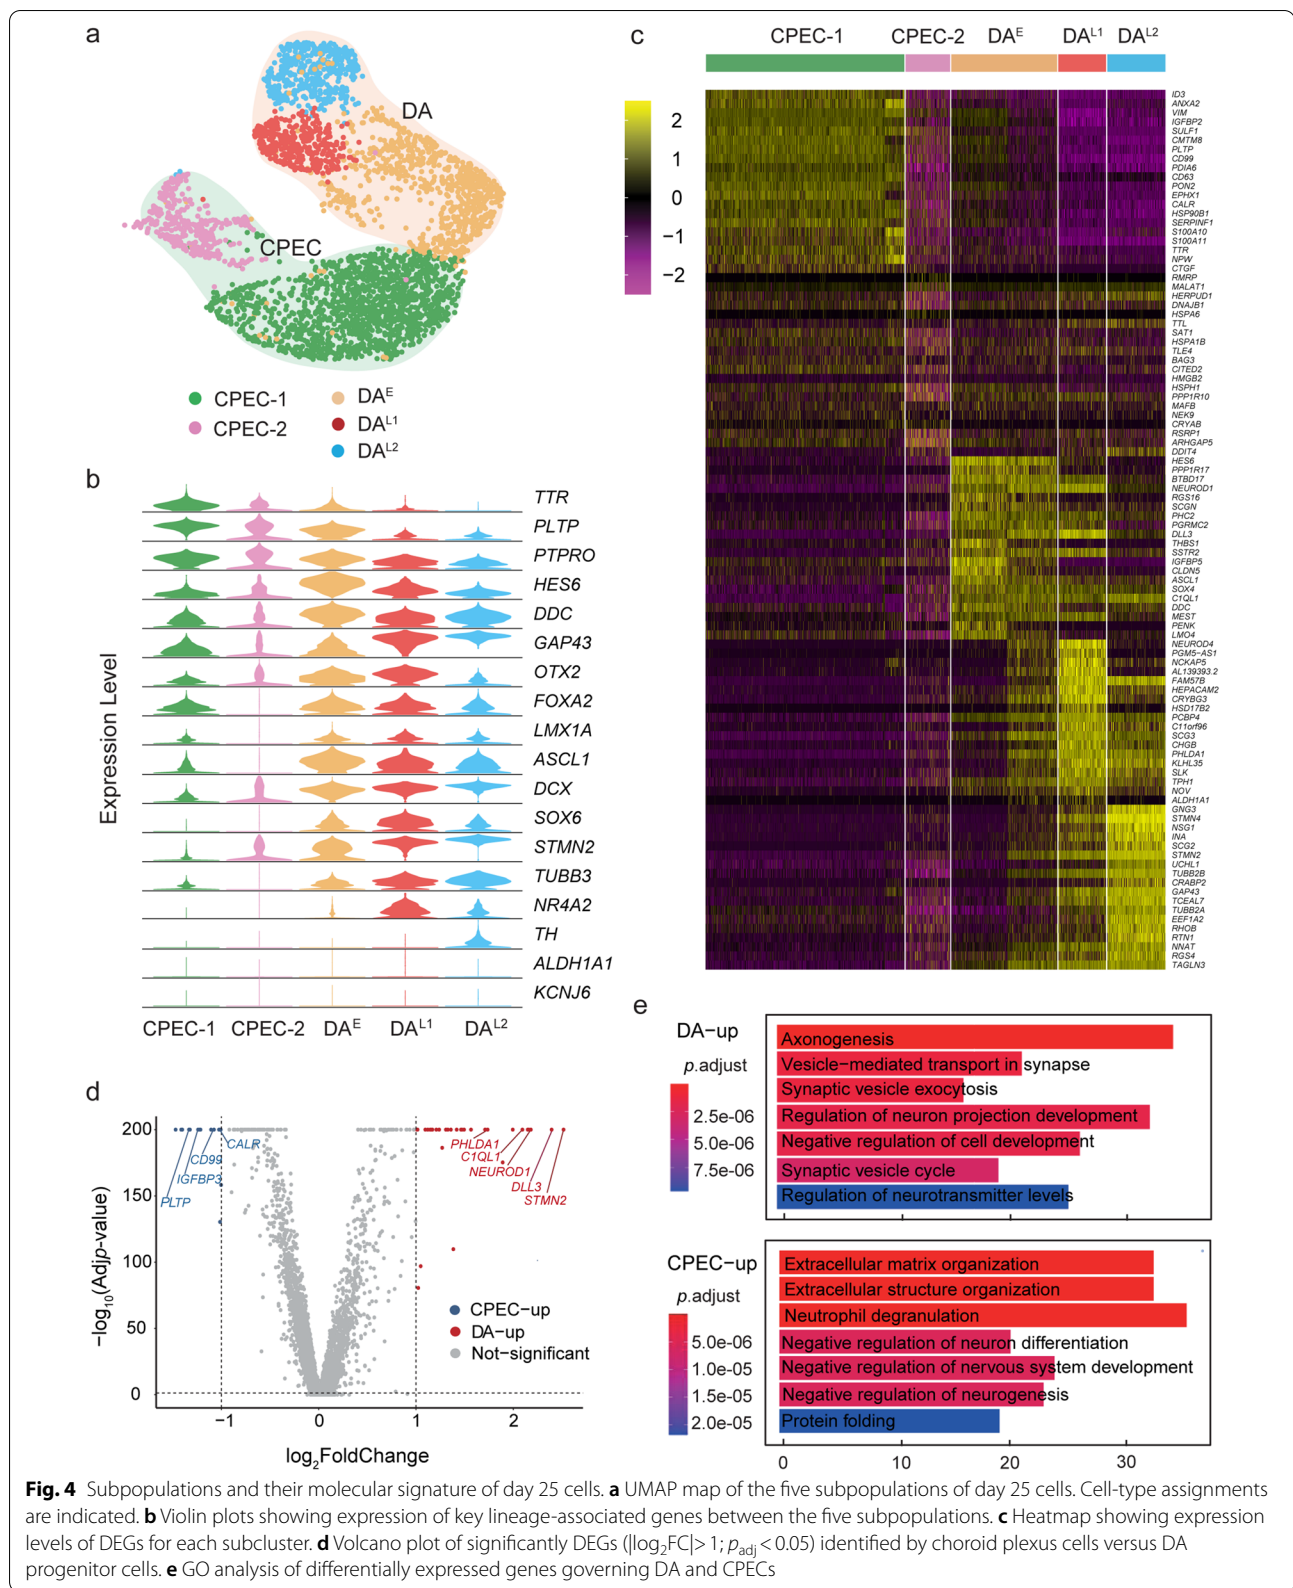 a
DA
CPEC
CPEC-1
CPEC-2
DAE
DAL1
DAL2
b
Expression Level
TTR
PLTP
PTPRO
HES6
DDC
GAP43
OTX2
FOXA2
LMX1A
ASCL1
DCX
SOX6
STMN2
TUBB3
NR4A2
TH
ALDH1A1
KCNJ6
CPEC-1 CPEC-2 DAE DAL1 DAL2
c
CPEC-1 CPEC-2 DAE DAL1 DAL2
2
1
0
−1
−2
ID3
ANXA2
VIM
IGFBP2
SULF1
CMTM8
PLTP
CD99
PDIA6
CD63
PON2
EPHX1
CALR
HSP90B1
SERPINF1
S100A10
S100A11
TTR
NPW
CTGF
RMRP
MALAT1
HERPUD1
DNAJB1
HSPA6
TTL
SAT1
HSPA1B
TLE4
BAG3
CITED2
HMGB2
HSPH1
PPP1R10
MAFB
NEK9
CRYAB
RSRP1
ARHGAP5
DDIT4
HES6
PPP1R17
BTBD17
NEUROD1
RGS16
SCGN
PHC2
PGRMC2
DLL3
THBS1
SSTR2
IGFBP5
CLDN5
ASCL1
SOX4
C1QL1
DDC
MEST
PENK
LMO4
NEUROD4
PGM5−AS1
NCKAP5
AL139393.2
FAM57B
HEPACAM2
CRYBG3
HSD17B2
PCBP4
C11orf96
SCG3
CHGB
PHLDA1
KLHL35
SLK
TPH1
NOV
ALDH1A1
GNG3
STMN4
NSG1
INA
SCG2
STMN2
UCHL1
TUBB2B
CRABP2
GAP43
TCEAL7
TUBB2A
EEF1A2
RHOB
RTN1
NNAT
RGS4
TAGLN3
d
−log10(Adjp-value)
200
150
100
50
0
CALR
CD99
IGFBP3
PLTP
PHLDA1
C1QL1
NEUROD1
DLL3
STMN2
CPEC−up
DA−up
Not−significant
−1 0 1 2
log2FoldChange
e
DA−up
p.adjust
2.5e-06
5.0e-06
7.5e-06
Axonogenesis
Vesicle−mediated transport in synapse
Synaptic vesicle exocytosis
Regulation of neuron projection development
Negative regulation of cell development
Synaptic vesicle cycle
Regulation of neurotransmitter levels
CPEC−up
p.adjust
5.0e-06
1.0e-05
1.5e-05
2.0e-05
Extracellular matrix organization
Extracellular structure organization
Neutrophil degranulation
Negative regulation of neuron differentiation
Negative regulation of nervous system development
Negative regulation of neurogenesis
Protein folding
0 10 20 30
Fig. 4 Subpopulations and their molecular signature of day 25 cells. a UMAP map of the five subpopulations of day 25 cells. Cell-type assignments
are indicated. b Violin plots showing expression of key lineage-associated genes between the five subpopulations. c Heatmap showing expression
levels of DEGs for each subcluster. d Volcano plot of significantly DEGs (|log2FC|> 1; padj < 0.05) identified by choroid plexus cells versus DA
progenitor cells. e GO analysis of differentially expressed genes governing DA and CPECs